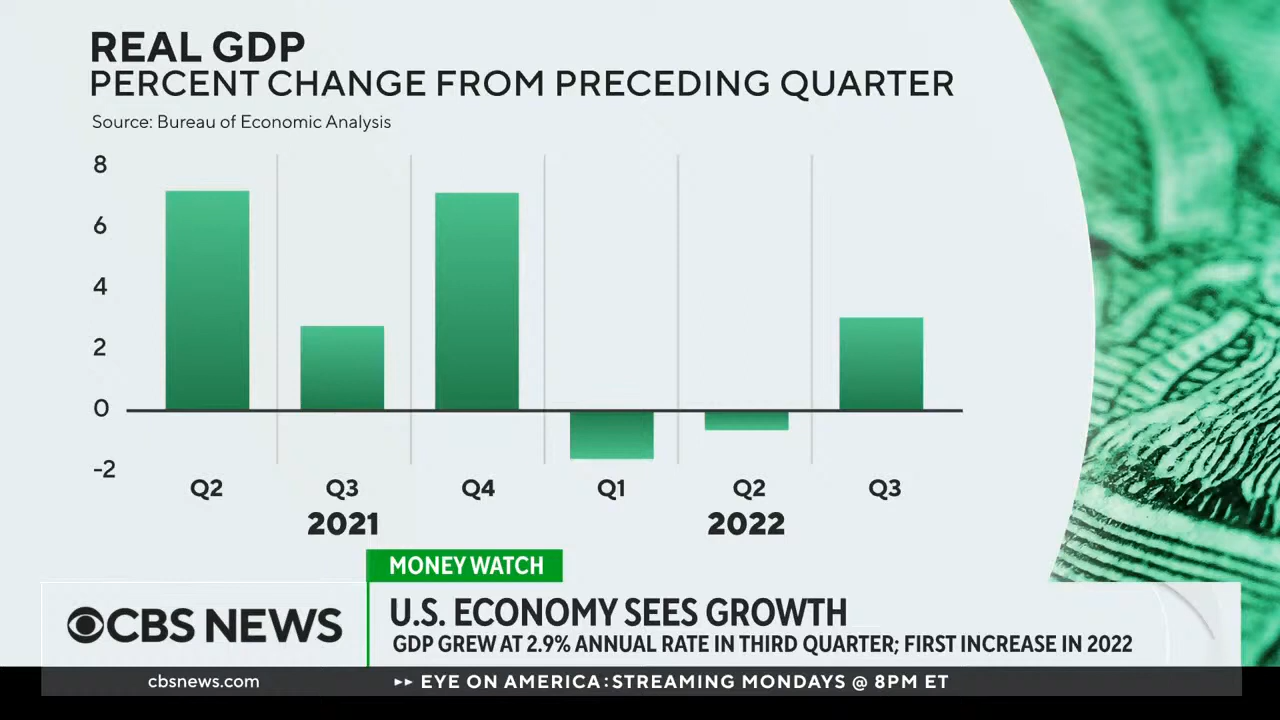 REAL GDP
PERCENT CHANGE FROM PRECEDING QUARTER
Source: Bureau of Economic Analysis
8
6
4
2
0
-2
Q2 Q3 Q4 Q1 Q2 Q3
2021 2022
MONEY WATCH
CBS NEWS
U.S. ECONOMY SEES GROWTH
GDP GREW AT 2.9% ANNUAL RATE IN THIRD QUARTER; FIRST INCREASE IN 2022
cbsnews.com
EYE ON AMERICA: STREAMING MONDAYS @ 8PM ET